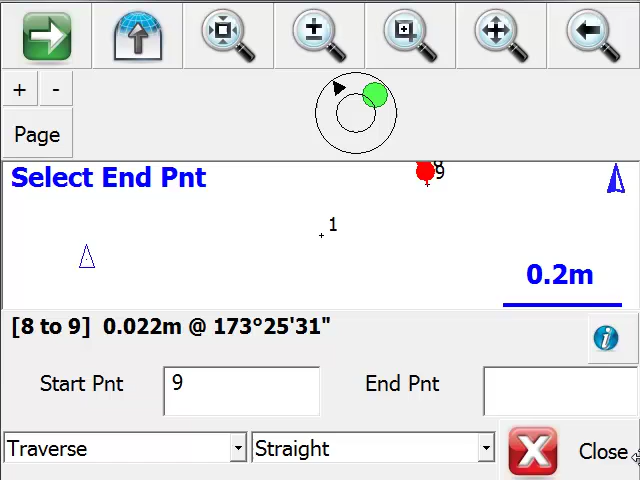 + -
Page
Select End Pnt
9
1
0.2m
[8 to 9] 0.022m @ 173°25'31"
Start Pnt 9 End Pnt
Traverse Straight Close